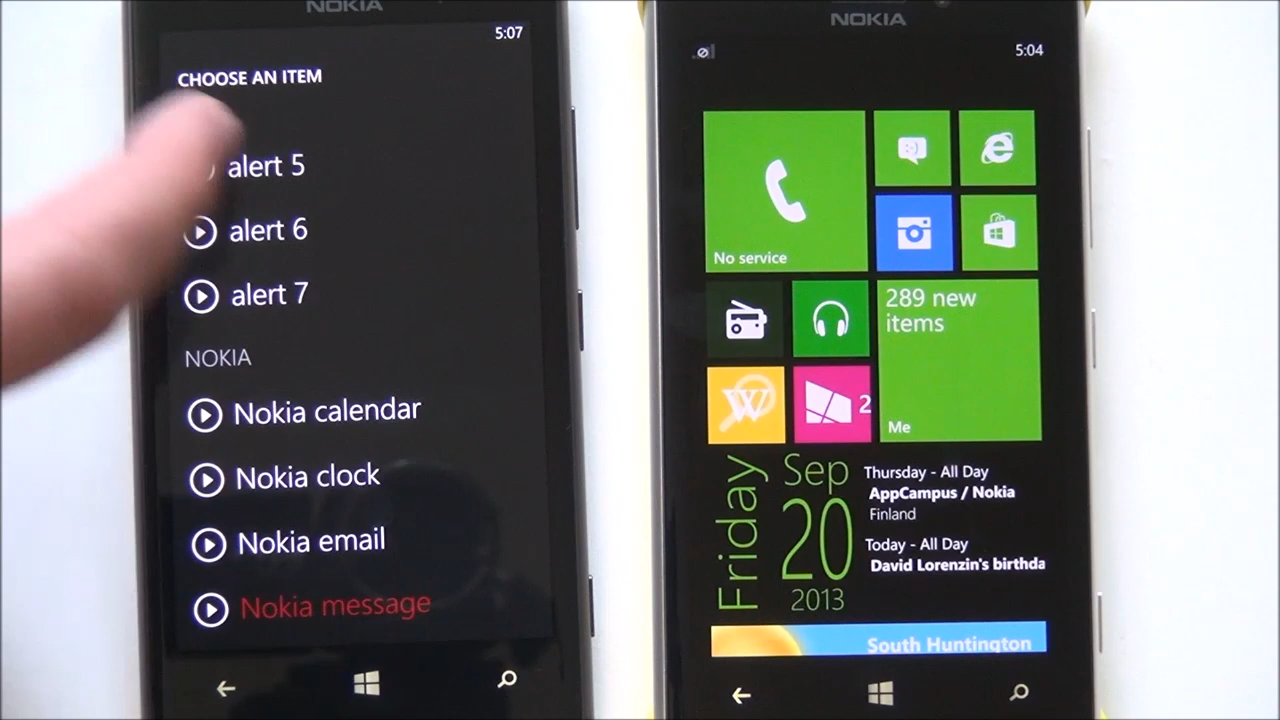 NOKIA
5:07
CHOOSE AN ITEM
alert 5
alert 6
alert 7
NOKIA
Nokia calendar
Nokia clock
Nokia email
Nokia message
NOKIA
5:04
No service
289 new
items
W
2
Me
Friday
Sep
20
2013
Thursday - All Day
AppCampus / Nokia
Finland
Today - All Day
David Lorenzin's birthda
South Huntington